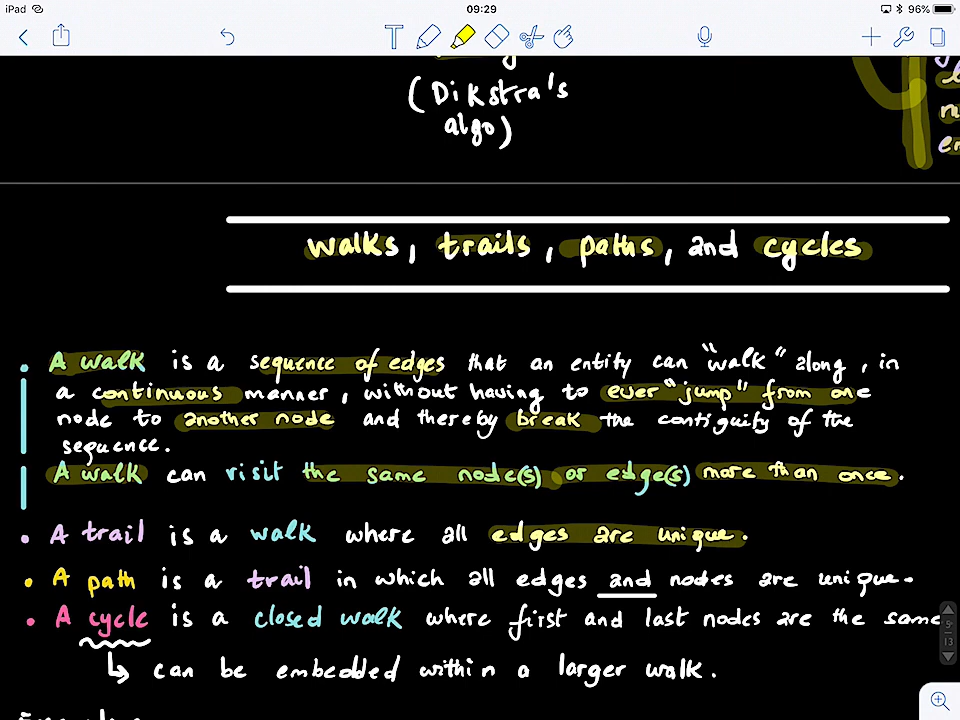 iPad
09:29
96%
(Dikstra's
algo)
walks, trails, paths, and cycles
• A walk is a sequence of edges that an entity can "walk" along, in
a continuous manner, without having to ever "jump" from one
node to another node and thereby break the contiguity of the
sequence.
A walk can visit the same node(s) or edge(s) more than once.
• A trail is a walk where all edges are unique.
• A path is a trail in which all edges and nodes are unique.
• A cycle is a closed walk where first and last nodes are the same
↳ can be embedded within a larger walk.
5
13